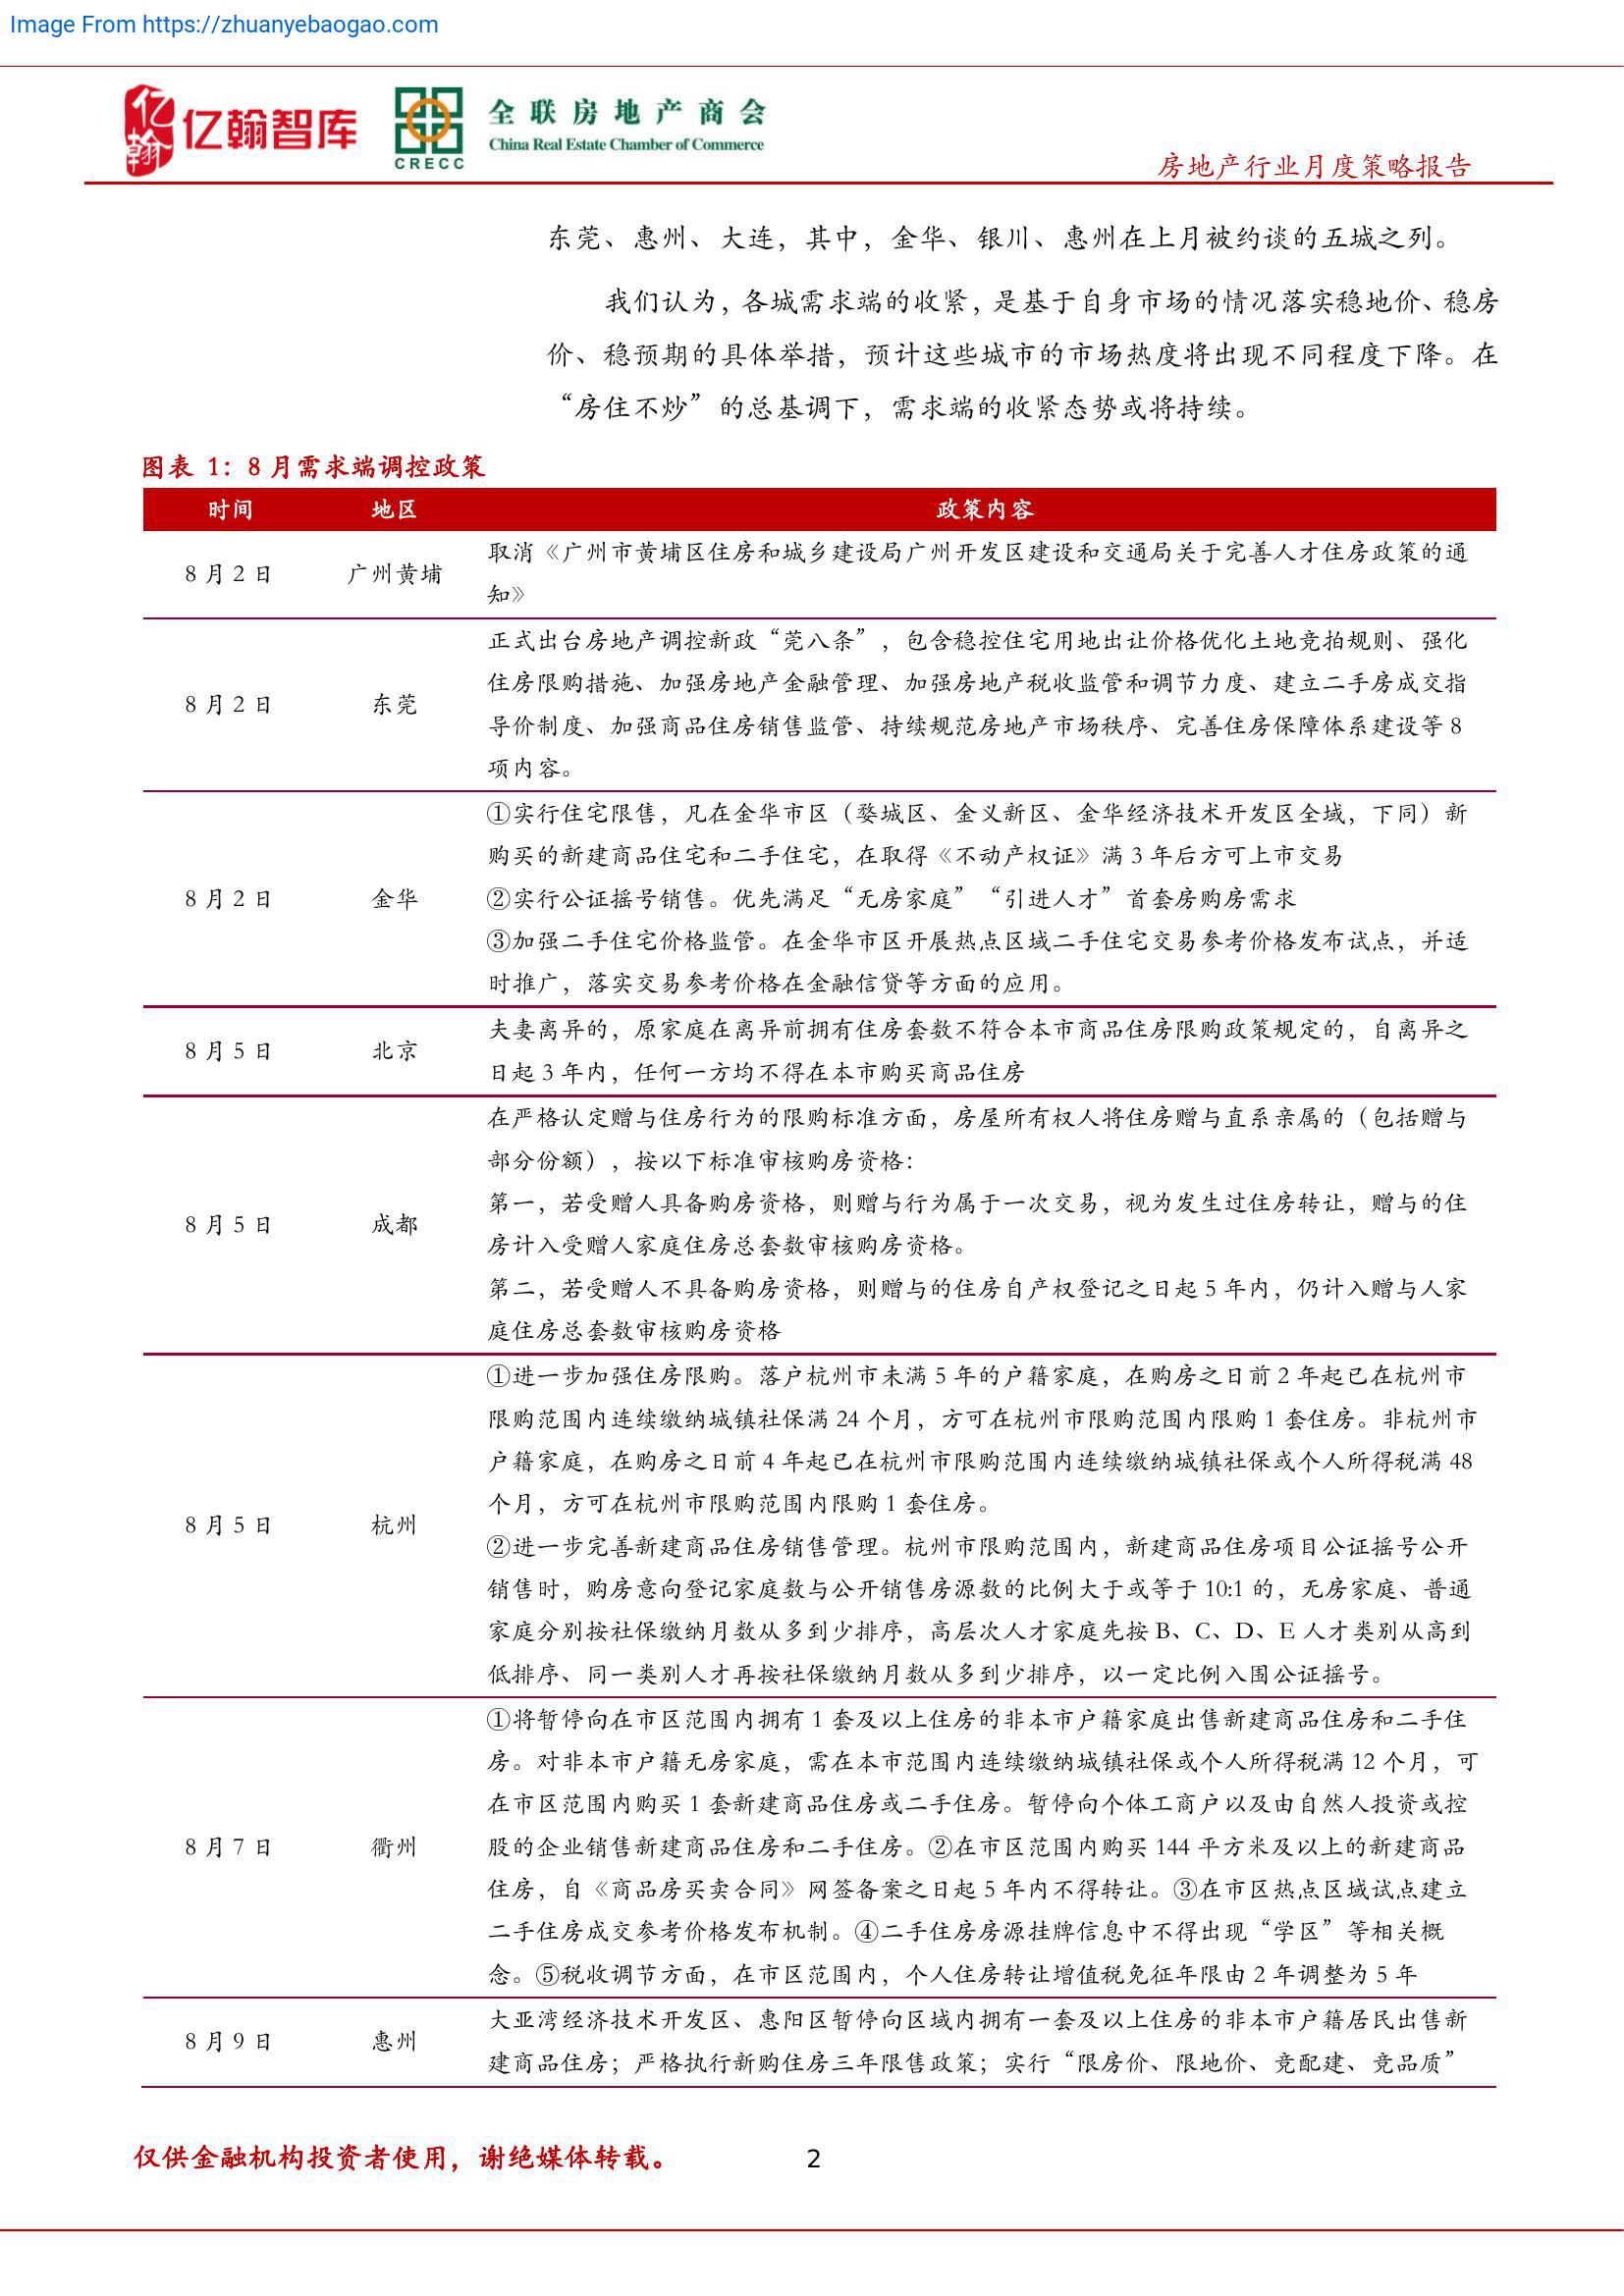 Image From https://zhuanyebaogao.com
亿翰
亿翰智库
CRECC
全联房地产商会
China Real Estate Chamber of Commerce
房地产行业月度策略报告
东莞、惠州、大连，其中，金华、银川、惠州在上月被约谈的五城之列。
我们认为，各城需求端的收紧，是基于自身市场的情况落实稳地价、稳房
价、稳预期的具体举措，预计这些城市的市场热度将出现不同程度下降。在
“房住不炒”的总基调下，需求端的收紧态势或将持续。
图表 1：8 月需求端调控政策
时间 地区 政策内容
8 月 2 日 广州黄埔
取消《广州市黄埔区住房和城乡建设局广州开发区建设和交通局关于完善人才住房政策的通
知》
8 月 2 日 东莞
正式出台房地产调控新政“莞八条”，包含稳控住宅用地出让价格优化土地竞拍规则、强化
住房限购措施、加强房地产金融管理、加强房地产税收监管和调节力度、建立二手房成交指
导价制度、加强商品住房销售监管、持续规范房地产市场秩序、完善住房保障体系建设等 8
项内容。
8 月 2 日 金华
①实行住宅限售，凡在金华市区（婺城区、金义新区、金华经济技术开发区全域，下同）新
购买的新建商品住宅和二手住宅，在取得《不动产权证》满 3 年后方可上市交易
②实行公证摇号销售。优先满足“无房家庭”“引进人才”首套房购房需求
③加强二手住宅价格监管。在金华市区开展热点区域二手住宅交易参考价格发布试点，并适
时推广，落实交易参考价格在金融信贷等方面的应用。
8 月 5 日 北京
夫妻离异的，原家庭在离异前拥有住房套数不符合本市商品住房限购政策规定的，自离异之
日起 3 年内，任何一方均不得在本市购买商品住房
8 月 5 日 成都
在严格认定赠与住房行为的限购标准方面，房屋所有权人将住房赠与直系亲属的（包括赠与
部分份额），按以下标准审核购房资格：
第一，若受赠人具备购房资格，则赠与行为属于一次交易，视为发生过住房转让，赠与的住
房计入受赠人家庭住房总套数审核购房资格。
第二，若受赠人不具备购房资格，则赠与的住房自产权登记之日起 5 年内，仍计入赠与人家
庭住房总套数审核购房资格
8 月 5 日 杭州
①进一步加强住房限购。落户杭州市未满 5 年的户籍家庭，在购房之日前 2 年起已在杭州市
限购范围内连续缴纳城镇社保满 24 个月，方可在杭州市限购范围内限购 1 套住房。非杭州市
户籍家庭，在购房之日前 4 年起已在杭州市限购范围内连续缴纳城镇社保或个人所得税满 48
个月，方可在杭州市限购范围内限购 1 套住房。
②进一步完善新建商品住房销售管理。杭州市限购范围内，新建商品住房项目公证摇号公开
销售时，购房意向登记家庭数与公开销售房源数的比例大于或等于 10:1 的，无房家庭、普通
家庭分别按社保缴纳月数从多到少排序，高层次人才家庭先按 B、C、D、E 人才类别从高到
低排序、同一类别人才再按社保缴纳月数从多到少排序，以一定比例入围公证摇号。
8 月 7 日 衢州
①将暂停向在市区范围内拥有 1 套及以上住房的非本市户籍家庭出售新建商品住房和二手住
房。对非本市户籍无房家庭，需在本市范围内连续缴纳城镇社保或个人所得税满 12 个月，可
在市区范围内购买 1 套新建商品住房或二手住房。暂停向个体工商户以及由自然人投资或控
股的企业销售新建商品住房和二手住房。②在市区范围内购买 144 平方米及以上的新建商品
住房，自《商品房买卖合同》网签备案之日起 5 年内不得转让。③在市区热点区域试点建立
二手住房成交参考价格发布机制。④二手住房房源挂牌信息中不得出现“学区”等相关概
念。⑤税收调节方面，在市区范围内，个人住房转让增值税免征年限由 2 年调整为 5 年
8 月 9 日 惠州
大亚湾经济技术开发区、惠阳区暂停向区域内拥有一套及以上住房的非本市户籍居民出售新
建商品住房；严格执行新购住房三年限售政策；实行“限房价、限地价、竞配建、竞品质”
仅供金融机构投资者使用，谢绝媒体转载。
2